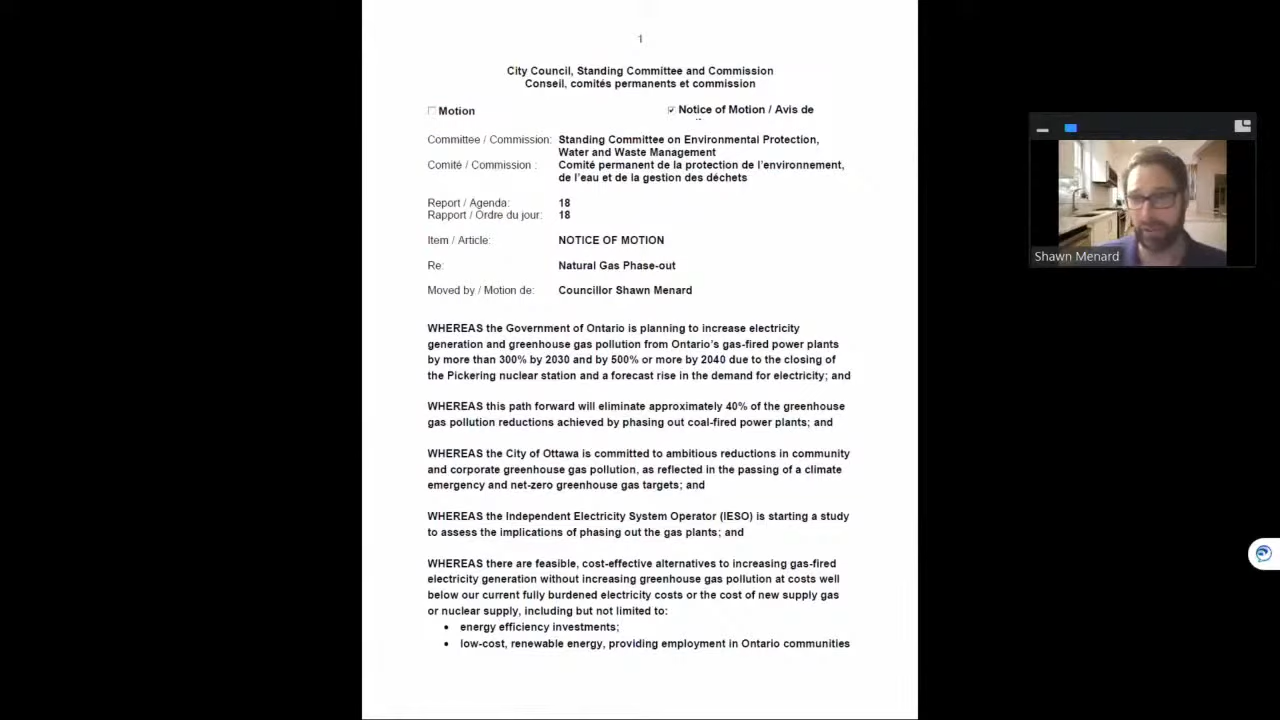 1
City Council, Standing Committee and Commission
Conseil, comités permanents et commission
Motion
Notice of Motion / Avis de
Committee / Commission: Standing Committee on Environmental Protection,
Water and Waste Management
Comité / Commission : Comité permanent de la protection de l'environnement,
de l'eau et de la gestion des déchets
Report / Agenda: 18
Rapport / Ordre du jour: 18
Item / Article: NOTICE OF MOTION
Re: Natural Gas Phase-out
Moved by / Motion de: Councillor Shawn Menard
WHEREAS the Government of Ontario is planning to increase electricity
generation and greenhouse gas pollution from Ontario's gas-fired power plants
by more than 300% by 2030 and by 500% or more by 2040 due to the closing of
the Pickering nuclear station and a forecast rise in the demand for electricity; and
WHEREAS this path forward will eliminate approximately 40% of the greenhouse
gas pollution reductions achieved by phasing out coal-fired power plants; and
WHEREAS the City of Ottawa is committed to ambitious reductions in community
and corporate greenhouse gas pollution, as reflected in the passing of a climate
emergency and net-zero greenhouse gas targets; and
WHEREAS the Independent Electricity System Operator (IESO) is starting a study
to assess the implications of phasing out the gas plants; and
WHEREAS there are feasible, cost-effective alternatives to increasing gas-fired
electricity generation without increasing greenhouse gas pollution at costs well
below our current fully burdened electricity costs or the cost of new supply gas
or nuclear supply, including but not limited to:
• energy efficiency investments;
• low-cost, renewable energy, providing employment in Ontario communities
Shawn Menard